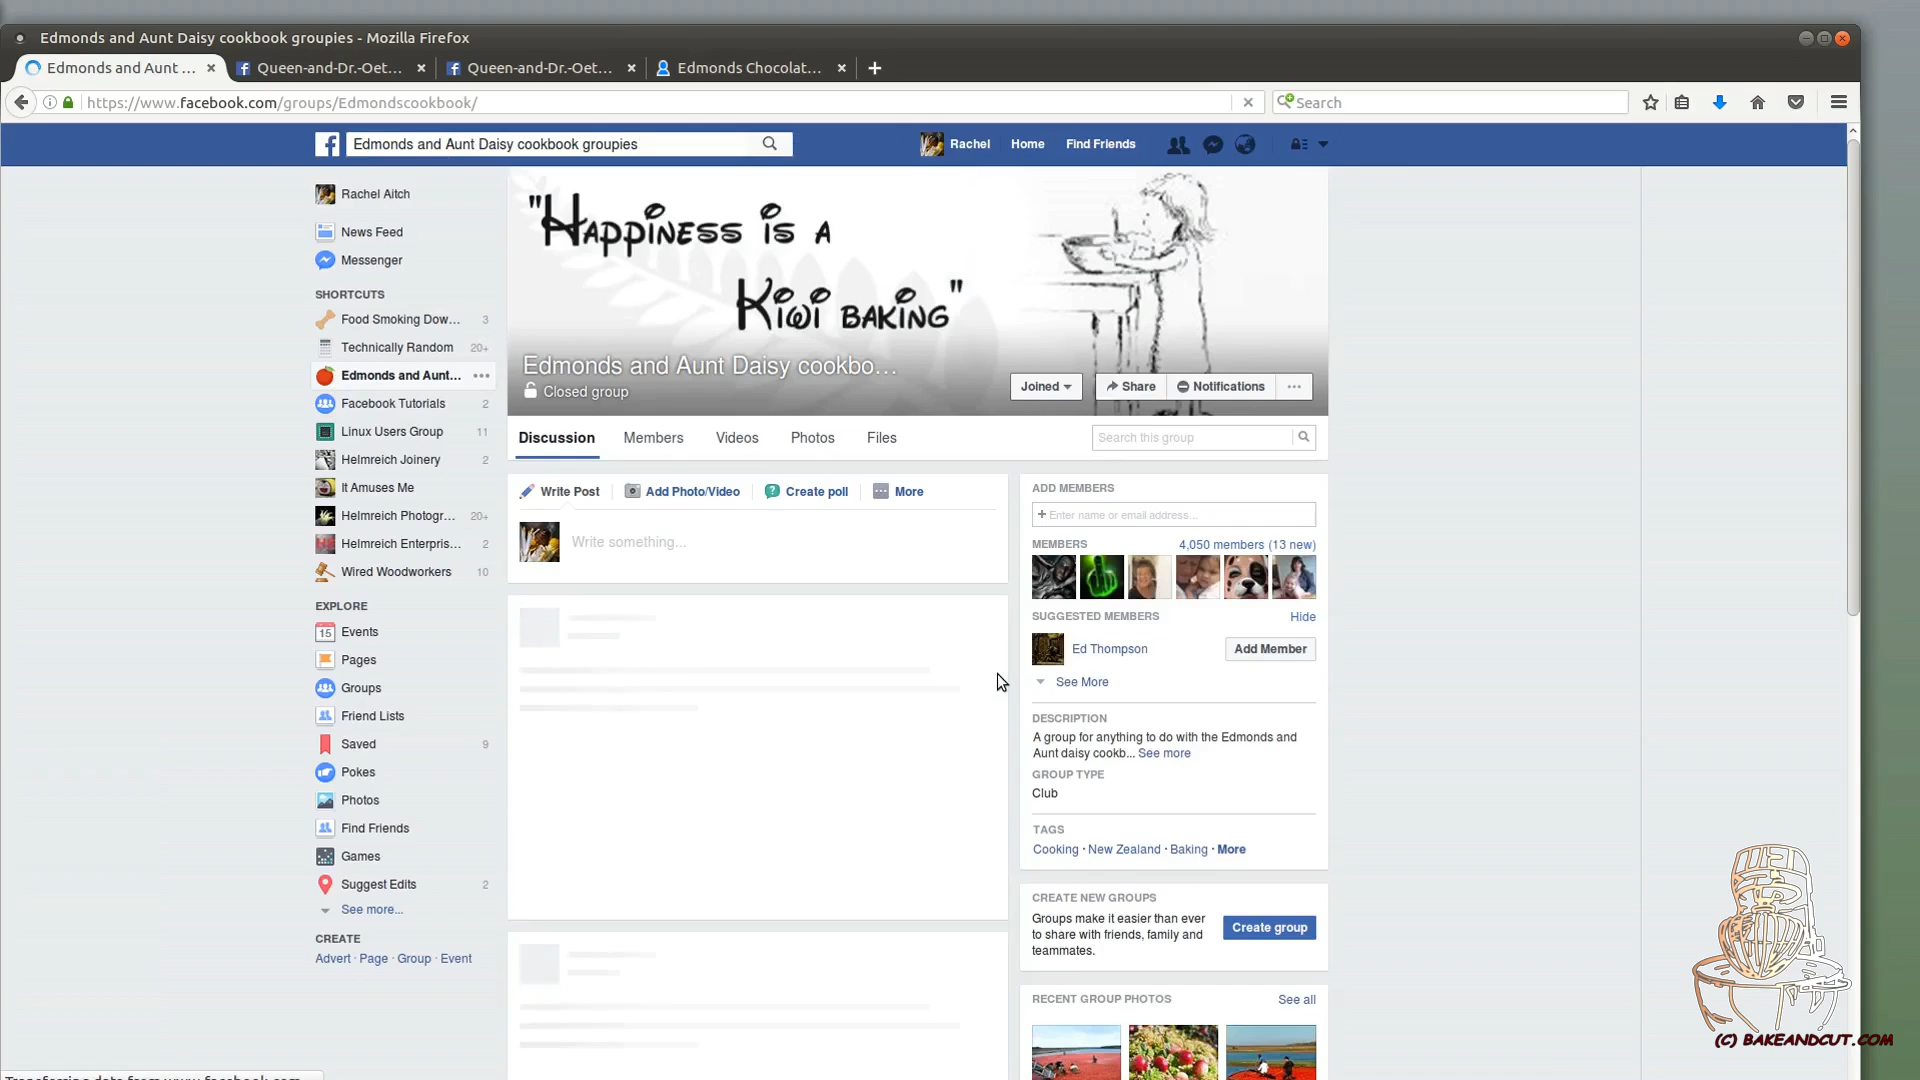 Edmonds and Aunt Daisy cookbook groupies - Mozilla Firefox
Edmonds and Aunt ...
Queen-and-Dr.-Oet...
Queen-and-Dr.-Oet...
Edmonds Chocolat...
https://www.facebook.com/groups/Edmondscookbook/
Search
Edmonds and Aunt Daisy cookbook groupies
Rachel
Home
Find Friends
Rachel Aitch
News Feed
Messenger
SHORTCUTS
Food Smoking Dow... 3
Technically Random 20+
Edmonds and Aunt...
Facebook Tutorials 2
Linux Users Group 11
Helmreich Joinery 2
It Amuses Me
Helmreich Photogr... 20+
Helmreich Enterpris... 2
Wired Woodworkers 10
EXPLORE
15 Events
Pages
Groups
Friend Lists
Saved 9
Pokes
Photos
Find Friends
Games
Suggest Edits 2
See more...
CREATE
Advert · Page · Group · Event
"Happiness is a
Kiwi baking"
Edmonds and Aunt Daisy cookbo...
Closed group
Joined
Share
Notifications
Discussion
Members
Videos
Photos
Files
Search this group
Write Post
Add Photo/Video
Create poll
More
Write something...
ADD MEMBERS
+ Enter name or email address...
MEMBERS
4,050 members (13 new)
SUGGESTED MEMBERS
Hide
Ed Thompson
Add Member
See More
DESCRIPTION
A group for anything to do with the Edmonds and
Aunt daisy cookb... See more
GROUP TYPE
Club
TAGS
Cooking · New Zealand · Baking · More
CREATE NEW GROUPS
Groups make it easier than ever
to share with friends, family and
teammates.
Create group
RECENT GROUP PHOTOS
See all
(C) BAKEANDCUT.COM